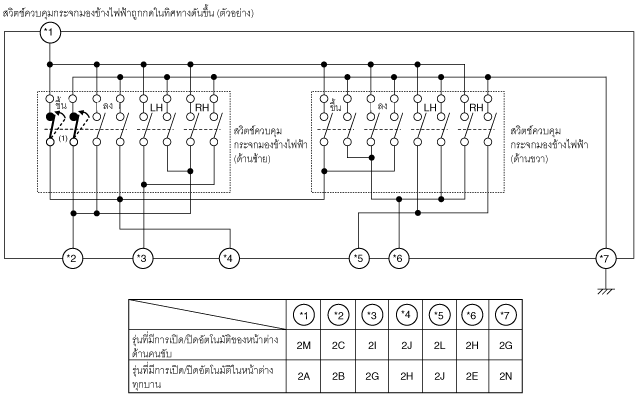 สวิตช์ควบคุมกระจกมองข้างไฟฟ้าถูกกดในทิศทางดันขึ้น (ตัวอย่าง)
*1
ขึ้น
ลง
LH
RH
(1)
สวิตช์ควบคุม
กระจกมองข้างไฟฟ้า
(ด้านซ้าย)
ขึ้น
ลง
LH
RH
สวิตช์ควบคุม
กระจกมองข้างไฟฟ้า
(ด้านขวา)
*2 *3 *4 *5 *6 *7
*1 *2 *3 *4 *5 *6 *7
รุ่นที่มีการเปิด/ปิดอัตโนมัติของหน้าต่าง
ด้านคนขับ
2M 2C 2I 2J 2L 2H 2G
รุ่นที่มีการเปิด/ปิดอัตโนมัติในหน้าต่าง
ทุกบาน
2A 2B 2G 2H 2J 2E 2N